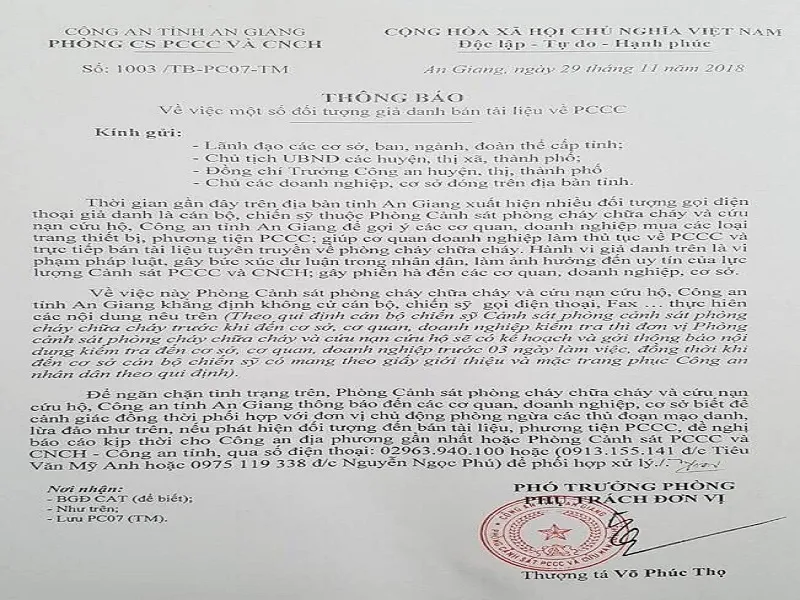 CÔNG AN TỈNH AN GIANG
PHÒNG CS PCCC VÀ CNCH
Số: 1003 /TB-PC07-TM
CỘNG HÒA XÃ HỘI CHỦ NGHĨA VIỆT NAM
Độc lập - Tự do - Hạnh phúc
An Giang, ngày 29 tháng 11 năm 2018
THÔNG BÁO
Về việc một số đối tượng giả danh bán tài liệu về PCCC
Kính gửi:
- Lãnh đạo các cơ sở, ban, ngành, đoàn thể cấp tỉnh;
- Chủ tịch UBND các huyện, thị xã, thành phố;
- Đồng chí Trưởng Công an huyện, thị, thành phố
- Chủ các doanh nghiệp, cơ sở đóng trên địa bàn tỉnh.
Thời gian gần đây trên địa bàn tỉnh An Giang xuất hiện nhiều đối tượng gọi điện
thoại giả danh là cán bộ, chiến sỹ thuộc Phòng Cảnh sát phòng cháy chữa cháy và cứu
nạn cứu hộ, Công an tỉnh An Giang để gợi ý các cơ quan, doanh nghiệp mua các loại
trang thiết bị, phương tiện PCCC; giúp cơ quan doanh nghiệp làm thủ tục về PCCC và
trực tiếp bán tài liệu tuyên truyền về phòng cháy chữa cháy. Hành vi giả danh trên là vi
phạm pháp luật, gây bức xúc dư luận trong nhân dân, làm ảnh hưởng đến uy tín của lực
lượng Cảnh sát PCCC và CNCH; gây phiền hà đến các cơ quan, doanh nghiệp, cơ sở.
Về việc này Phòng Cảnh sát phòng cháy chữa cháy và cứu nạn cứu hộ, Công an
tỉnh An Giang khẳng định không cử cán bộ, chiến sỹ gọi điện thoại, Fax … thực hiên
các nội dung nêu trên (Theo qui định cán bộ chiến sỹ Cảnh sát phòng cảnh sát phòng
cháy chữa cháy trước khi đến cơ sở, cơ quan, doanh nghiệp kiểm tra thì đơn vị Phòng
cảnh sát phòng cháy chữa cháy và cứu nạn cứu hộ sẽ có kế hoạch và gởi thông báo nội
dung kiểm tra đến cơ sở, cơ quan, doanh nghiệp trước 03 ngày làm việc, đồng thời khi
đến cơ sở cán bộ chiến sỹ có mang theo giấy giới thiệu và mặc trang phục Công an
nhân dân theo qui định).
Để ngăn chặn tình trạng trên, Phòng Cảnh sát phòng cháy chữa cháy và cứu nạn
cứu hộ, Công an tỉnh An Giang thông báo đến các cơ quan, doanh nghiệp, cơ sở biết để
cảnh giác đồng thời phối hợp với đơn vị chủ động phòng ngừa các thủ đoạn mạo danh,
lừa đảo như trên, nếu phát hiện đối tượng đến bán tài liệu, phương tiện PCCC, đề nghị
báo cáo kịp thời cho Công an địa phương gần nhất hoặc Phòng Cảnh sát PCCC và
CNCH - Công an tỉnh, qua số điện thoại: 02963.940.100 hoặc (0913.155.141 đ/c Tiêu
Văn Mỹ Anh hoặc 0975 119 338 đ/c Nguyễn Ngọc Phú) để phối hợp xử lý./.
Nơi nhận:
- BGĐ CAT (để biết);
- Như trên;
- Lưu PC07 (TM).
PHÓ TRƯỞNG PHÒNG
PHỤ TRÁCH ĐƠN VỊ
Thượng tá Võ Phúc Thọ